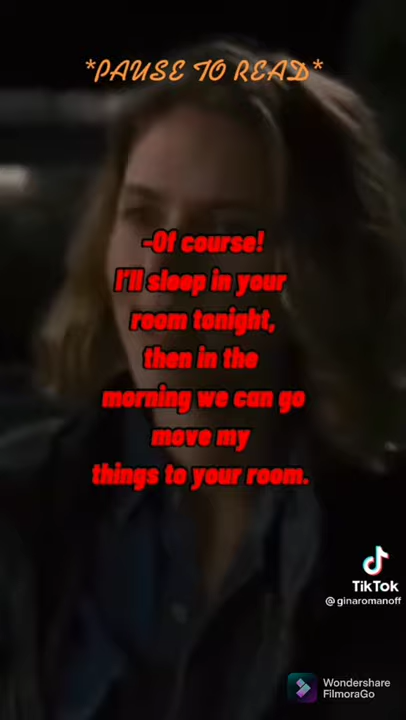 *PAUSE TO READ*
-Of course!
I'll sleep in your
room tonight,
then in the
morning we can go
move my
things to your room.
TikTok
@ginaromanoff
Wondershare
FilmoraGo